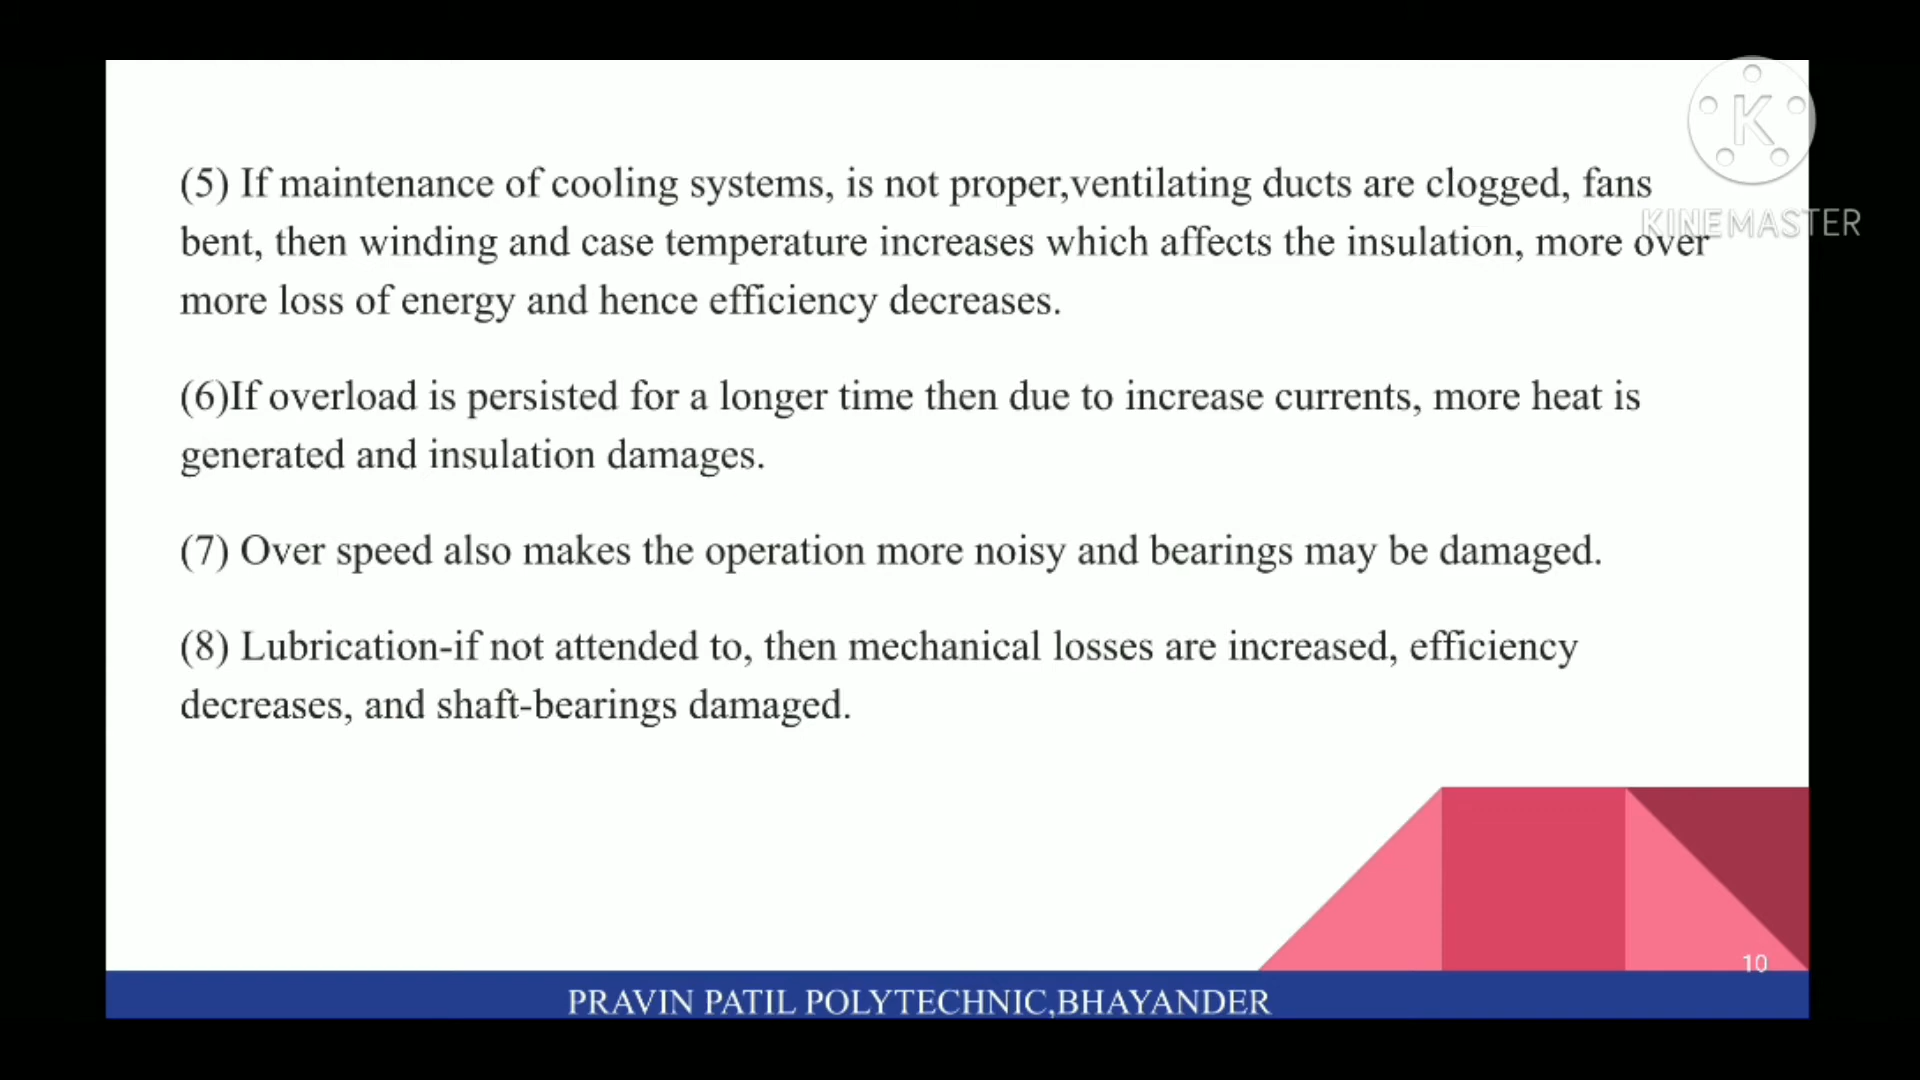 K
KINEMASTER
(5) If maintenance of cooling systems, is not proper,ventilating ducts are clogged, fans
bent, then winding and case temperature increases which affects the insulation, more over
more loss of energy and hence efficiency decreases.
(6)If overload is persisted for a longer time then due to increase currents, more heat is
generated and insulation damages.
(7) Over speed also makes the operation more noisy and bearings may be damaged.
(8) Lubrication-if not attended to, then mechanical losses are increased, efficiency
decreases, and shaft-bearings damaged.
10
PRAVIN PATIL POLYTECHNIC,BHAYANDER